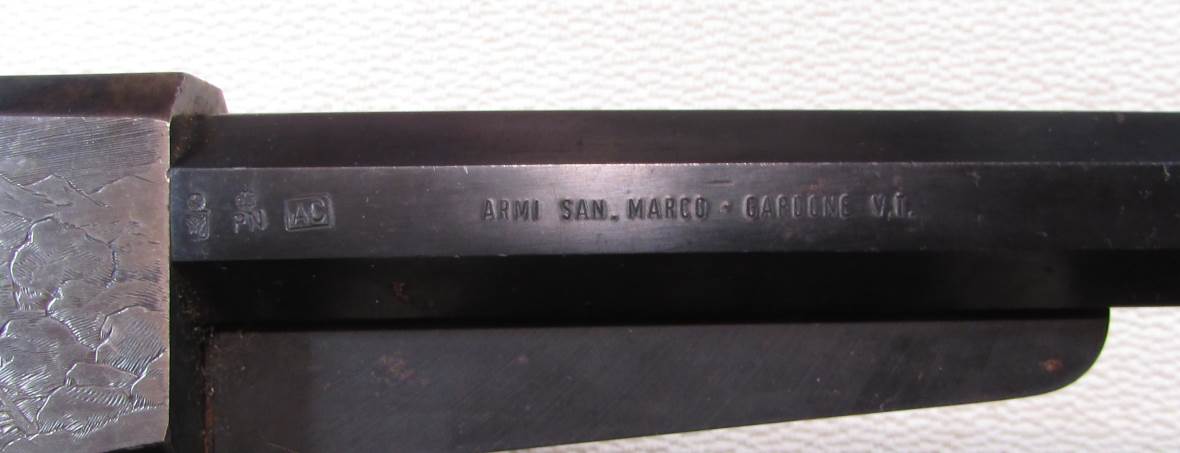 PN AC ARMI SAN. MARCO - GARDONE V.T.